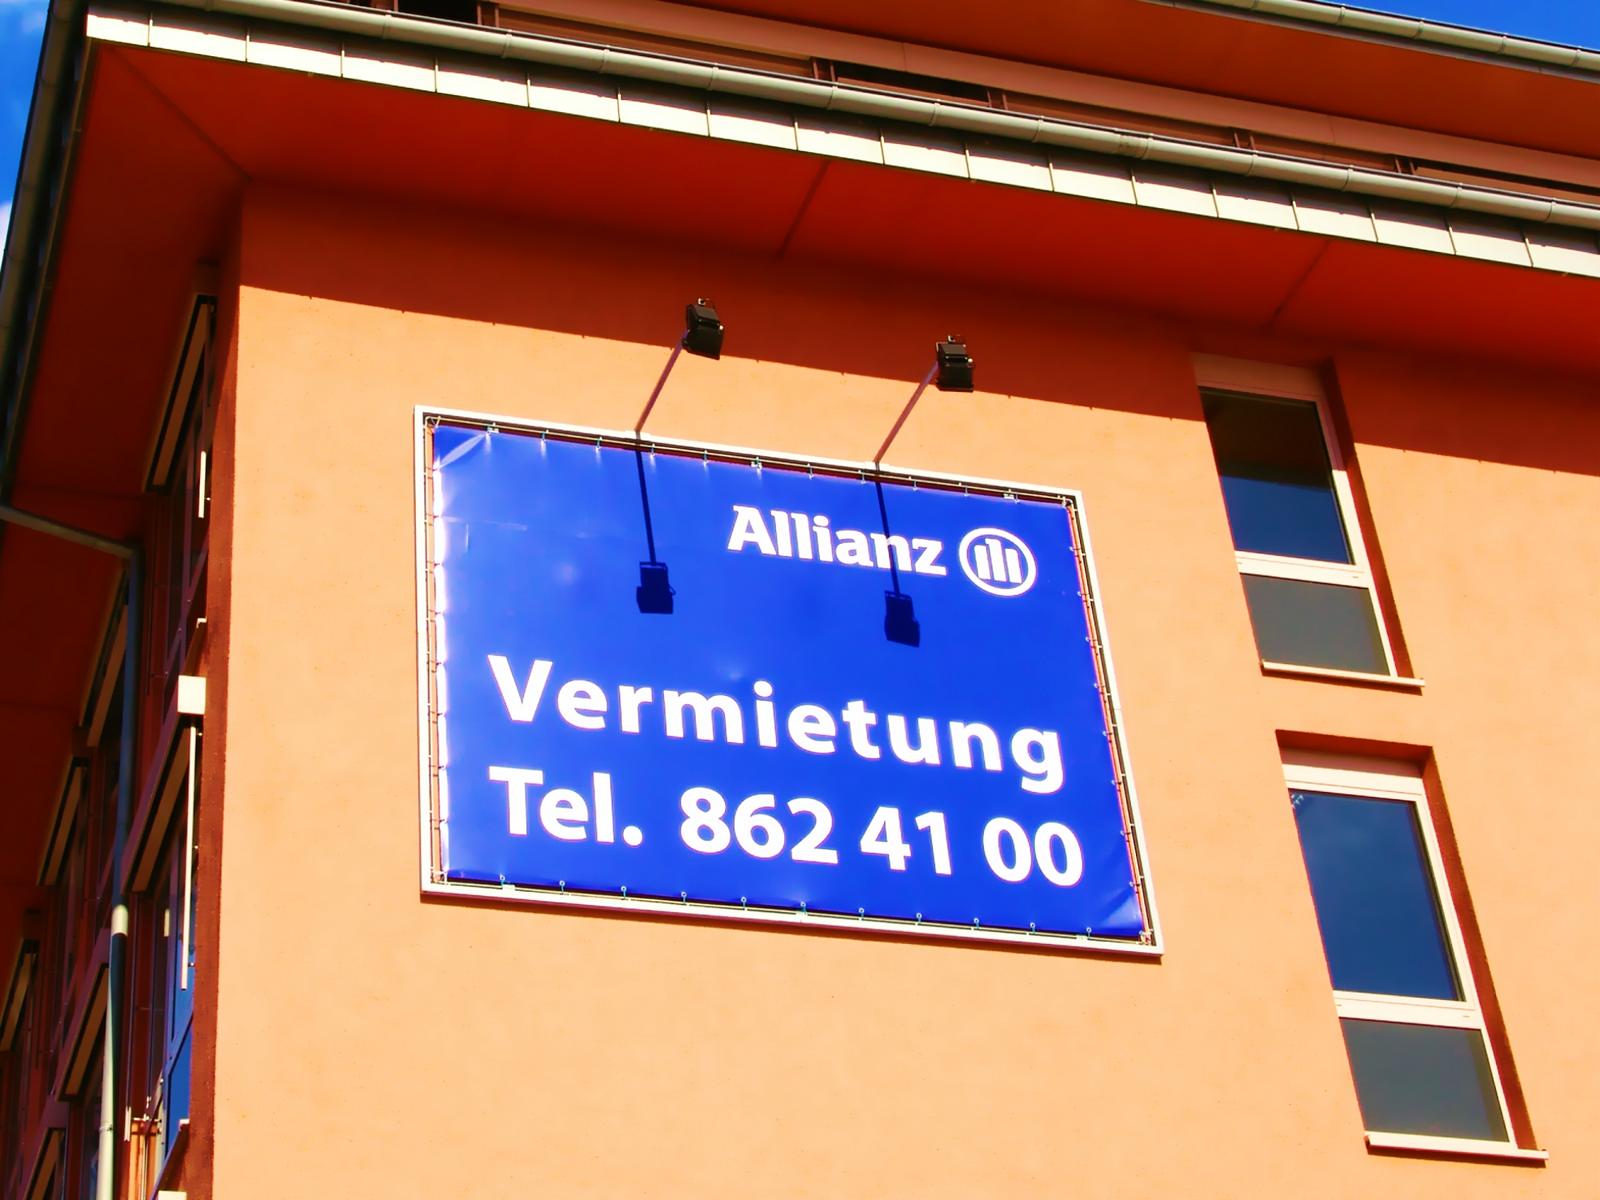 Allianz
Vermietung
Tel. 862 41 00